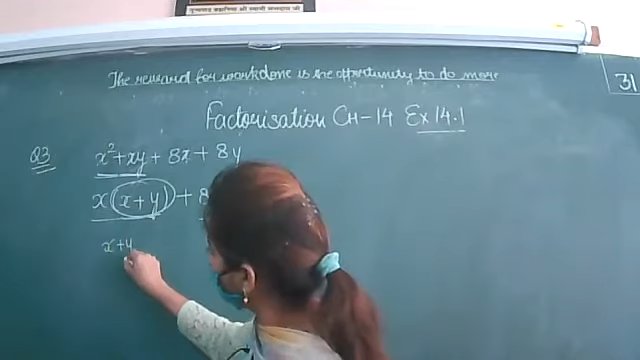 The reward for work done is the opportunity to do more
31
Factorisation CH-14 Ex 14.1
Q3
x²+xy + 8x + 8y
x(x+y) + 8
x+y